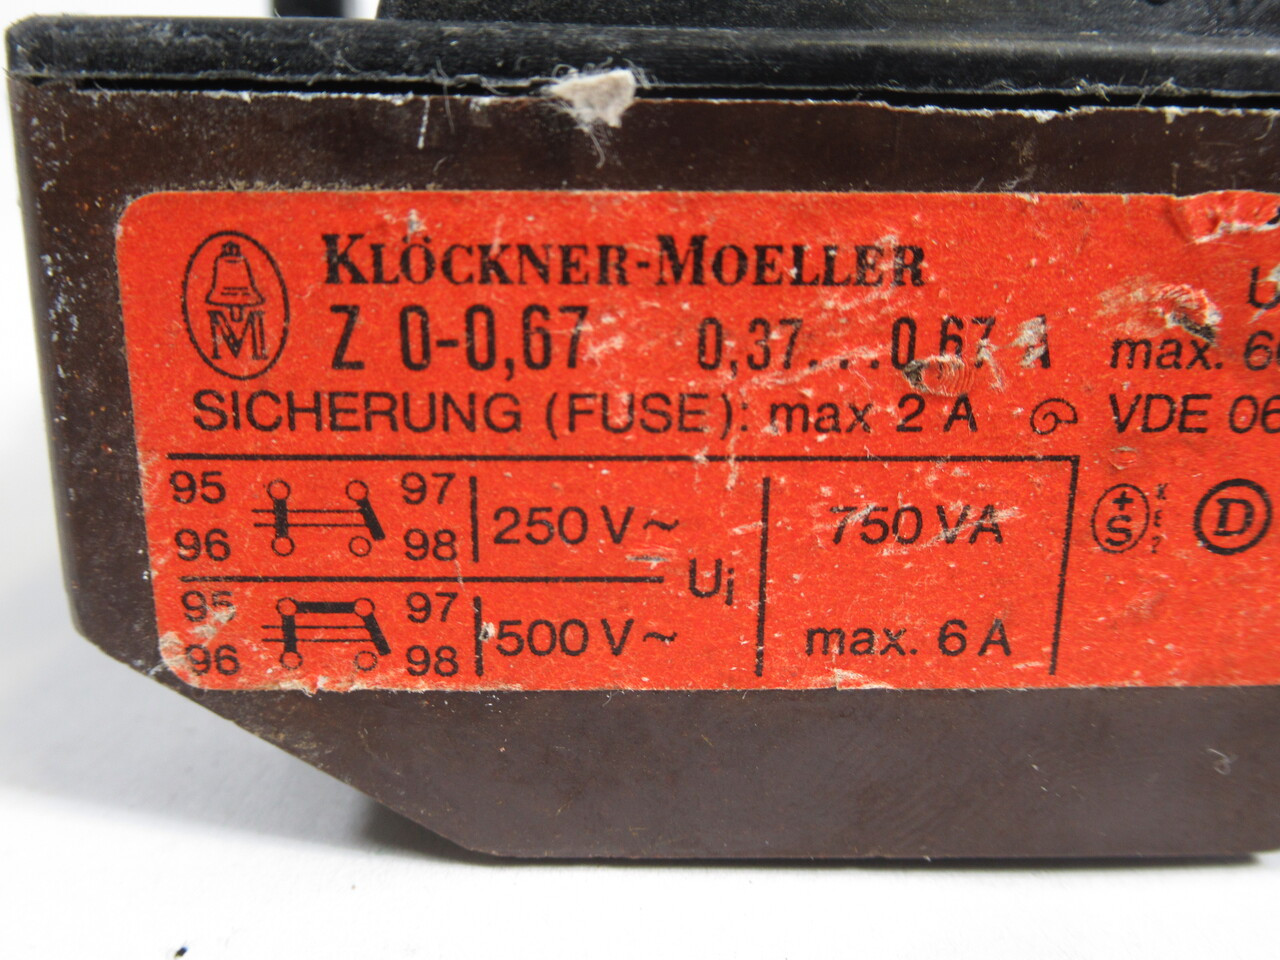 KLÖCKNER-MOELLER
M
Z 0-0,67 0,37...0,67 A
max.
SICHERUNG (FUSE): max 2 A VDE
95 97
96 98
250 V ~
750 VA
+S
D
Ui
95 97
96 98
500 V ~
max. 6 A